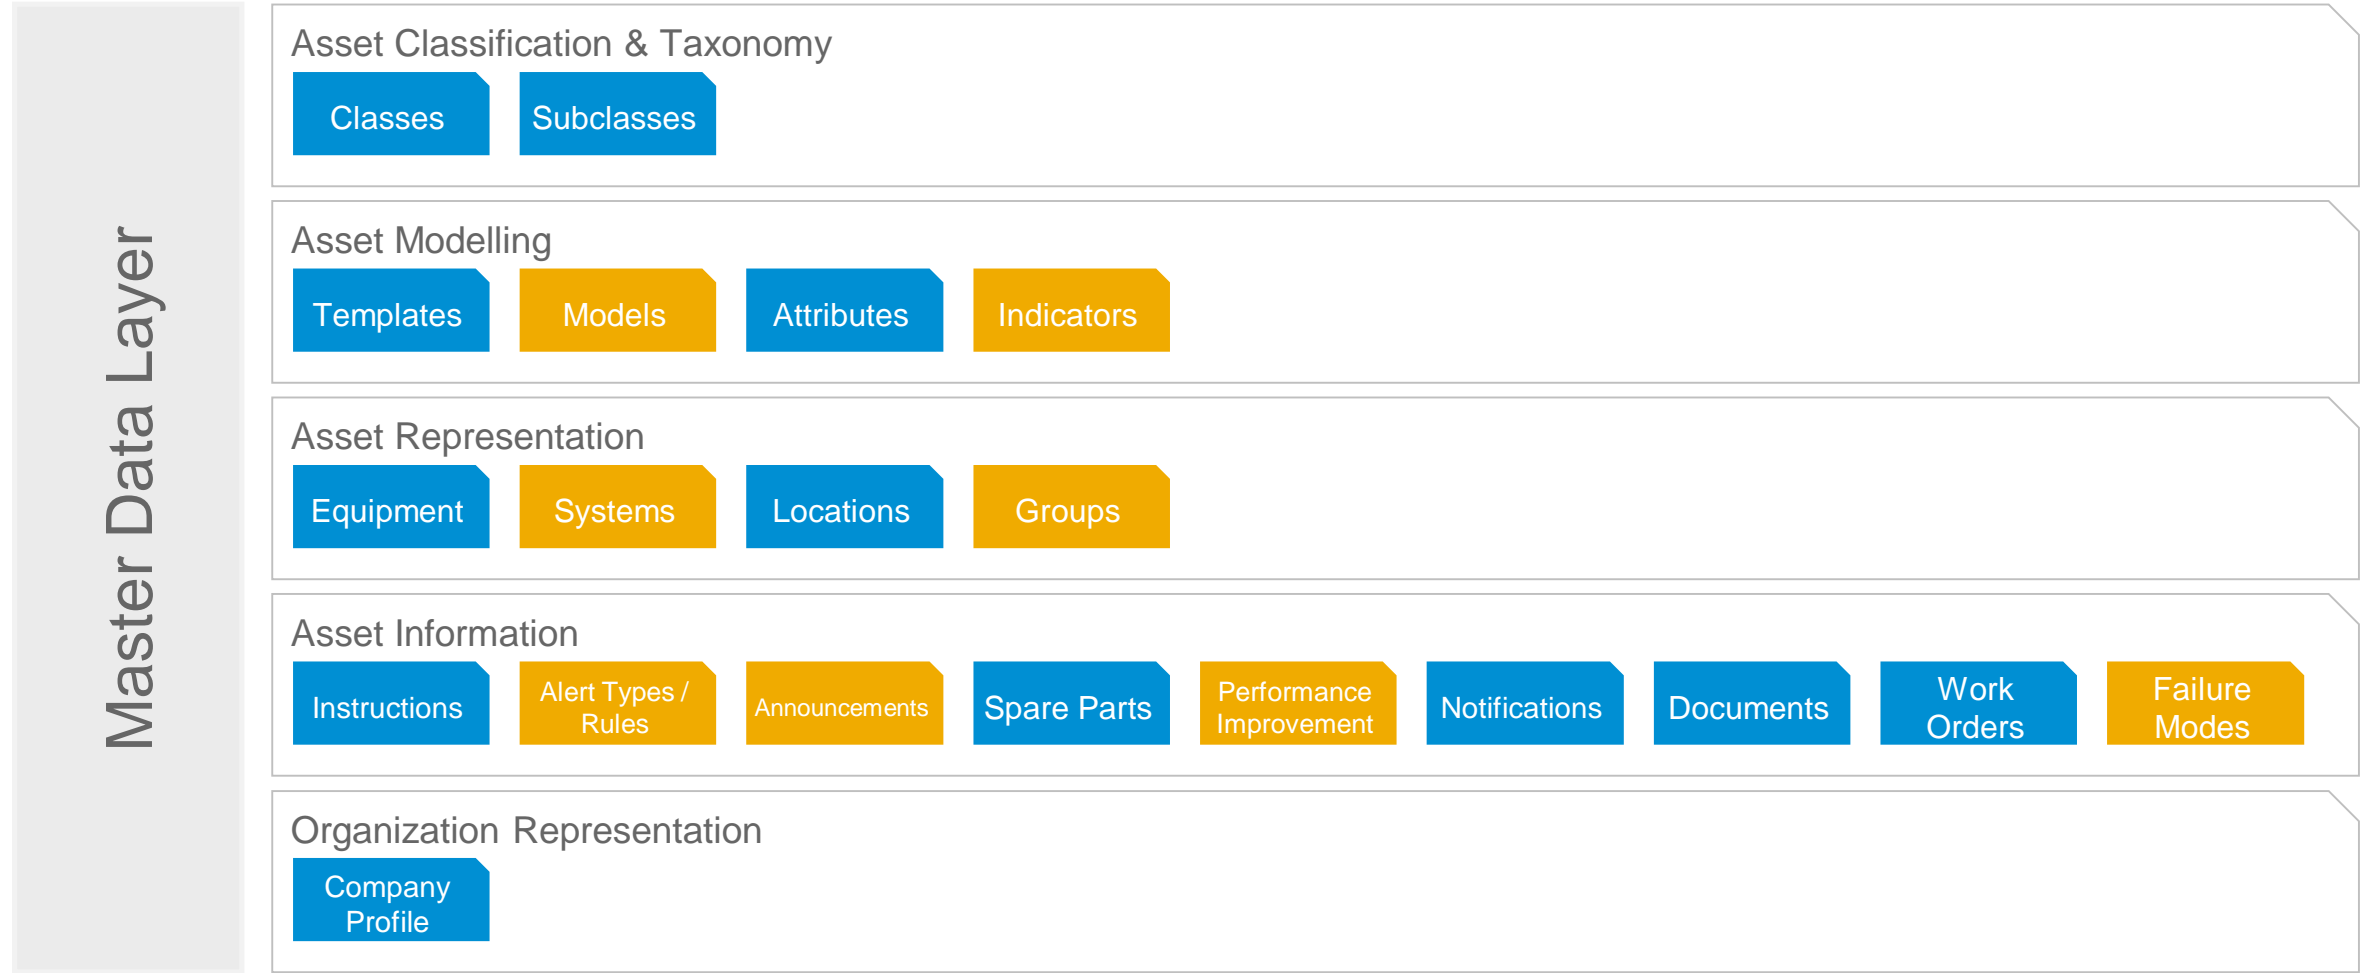 Master Data Layer
Asset Classification & Taxonomy
Classes
Subclasses
Asset Modelling
Templates
Models
Attributes
Indicators
Asset Representation
Equipment
Systems
Locations
Groups
Asset Information
Instructions
Alert Types /
Rules
Announcements
Spare Parts
Performance
Improvement
Notifications
Documents
Work
Orders
Failure
Modes
Organization Representation
Company
Profile